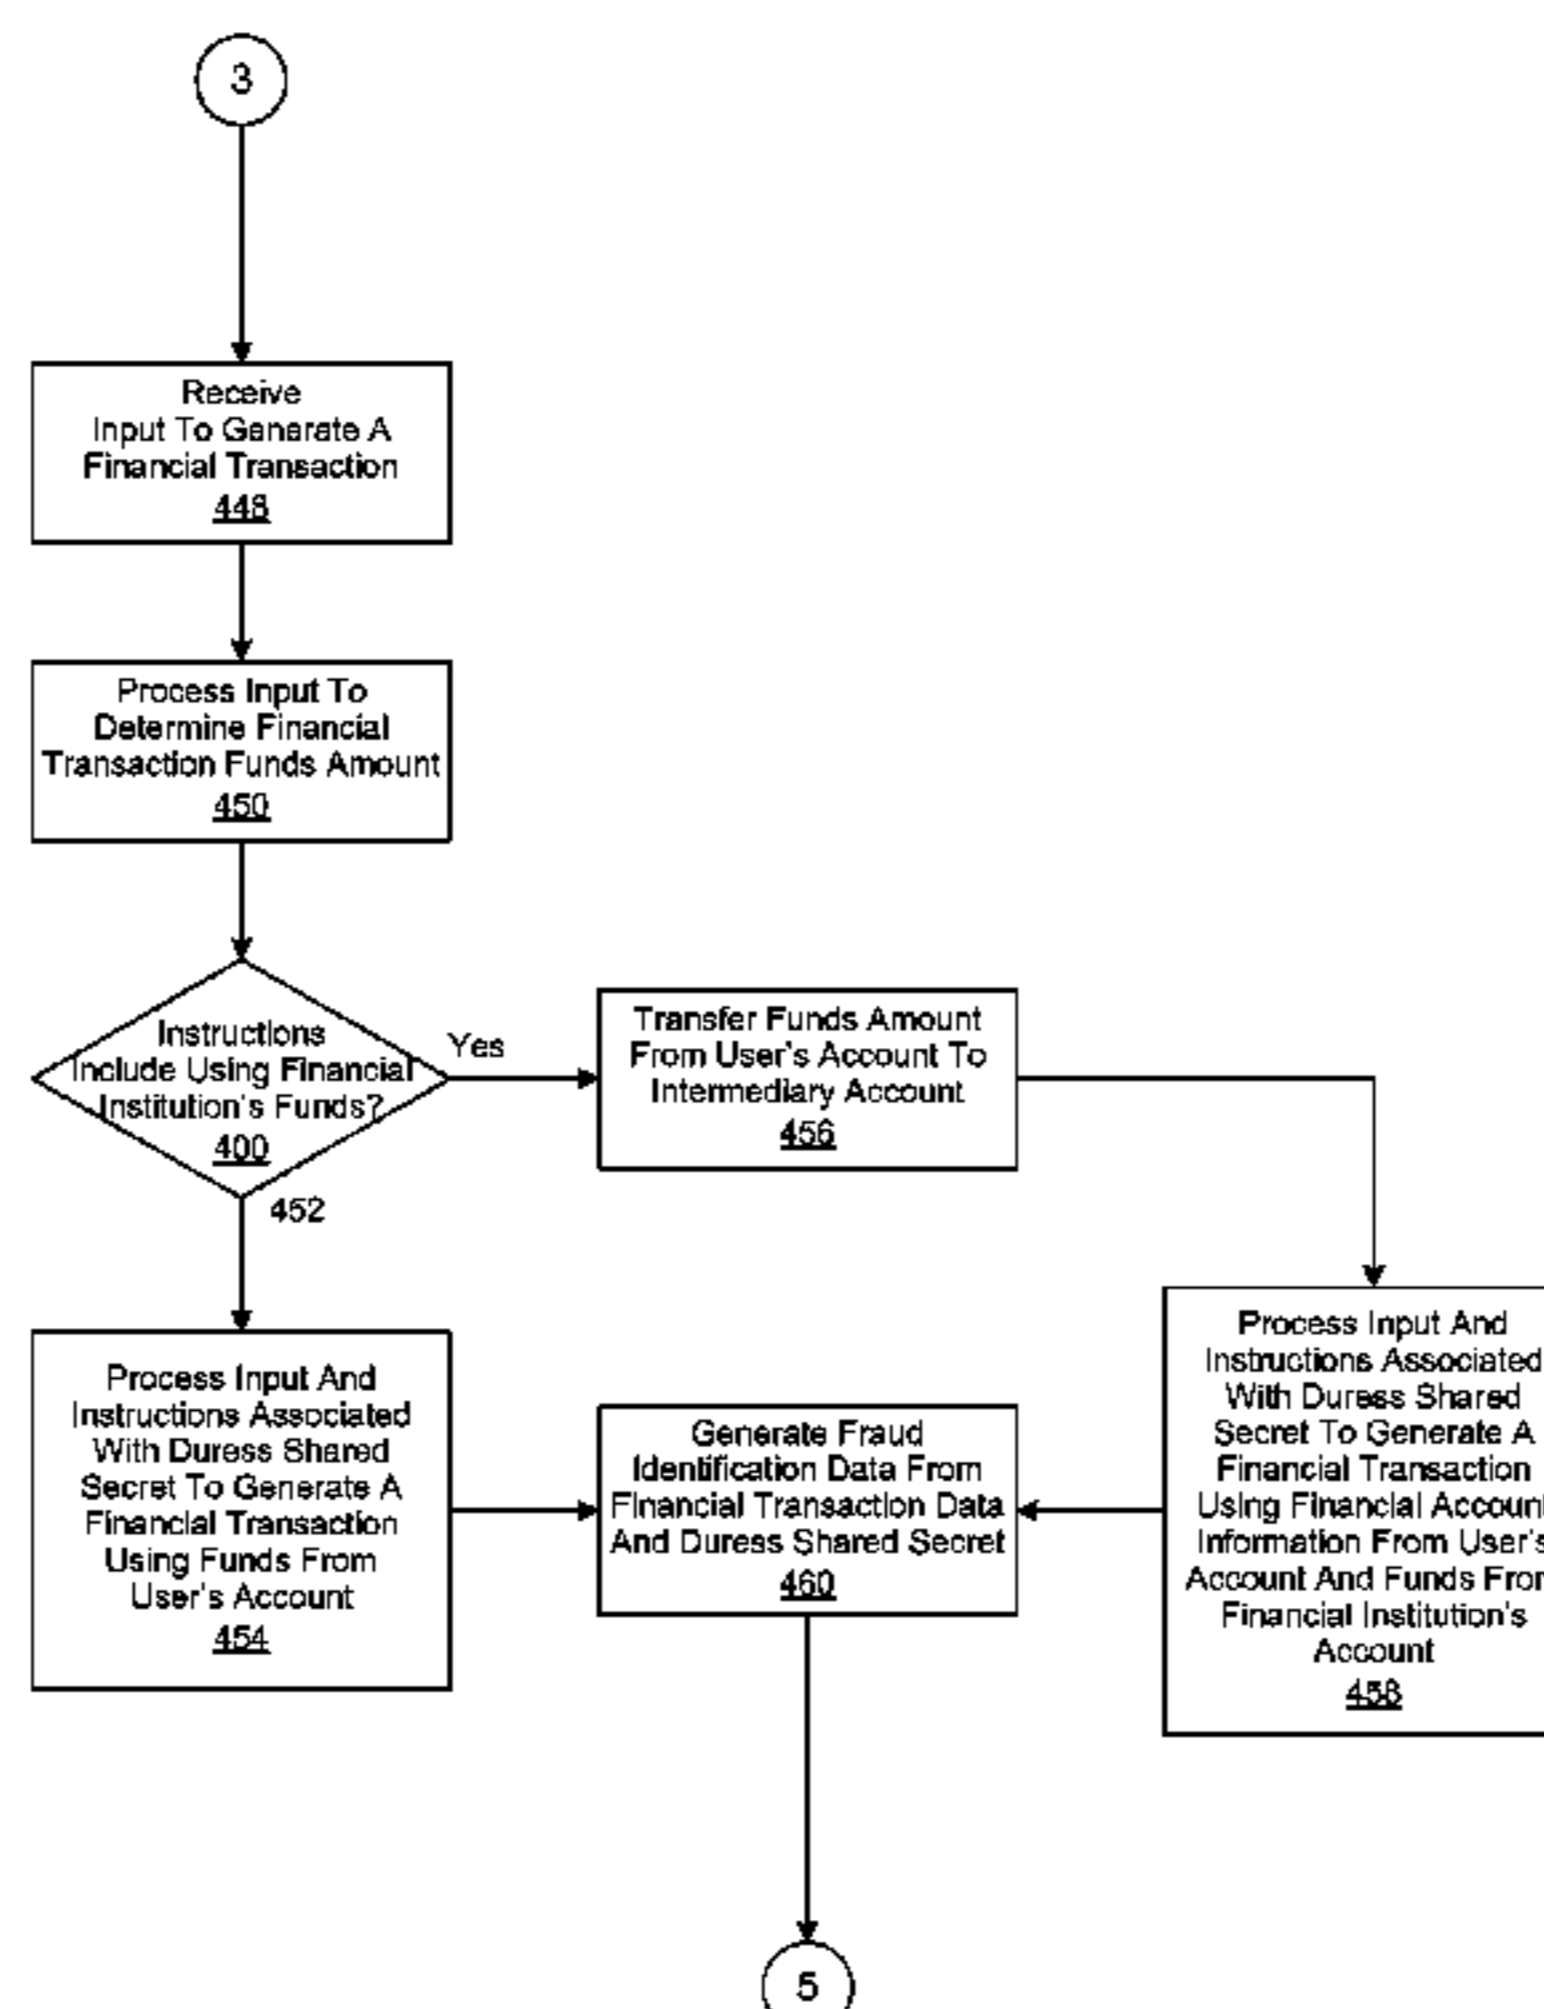 3
Receive
Input To Generate A
Financial Transaction
448
Process Input To
Determine Financial
Transaction Funds Amount
450
Instructions
Include Using Financial
Institution's Funds?
400
Yes
452
Transfer Funds Amount
From User's Account To
Intermediary Account
456
Process Input And
Instructions Associated
With Duress Shared
Secret To Generate A
Financial Transaction
Using Funds From
User's Account
454
Generate Fraud
Identification Data From
Financial Transaction Data
And Duress Shared Secret
460
Process Input And
Instructions Associated
With Duress Shared
Secret To Generate A
Financial Transaction
Using Financial Account
Information From User's
Account And Funds From
Financial Institution's
Account
458
5